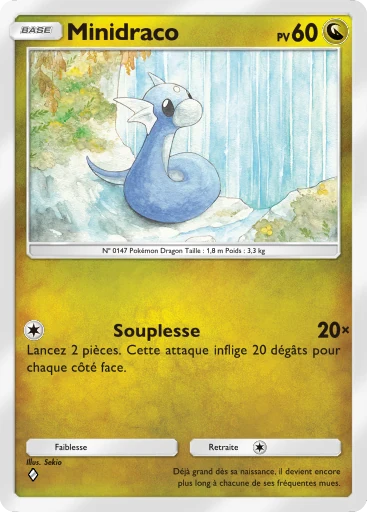 BASE Minidraco PV 60
N° 0147 Pokémon Dragon Taille : 1,8 m Poids : 3,3 kg
Souplesse 20×
Lancez 2 pièces. Cette attaque inflige 20 dégâts pour
chaque côté face.
Faiblesse Retraite
Illus. Sekio
Déjà grand dès sa naissance, il devient encore
plus long à chacune de ses fréquentes mues.